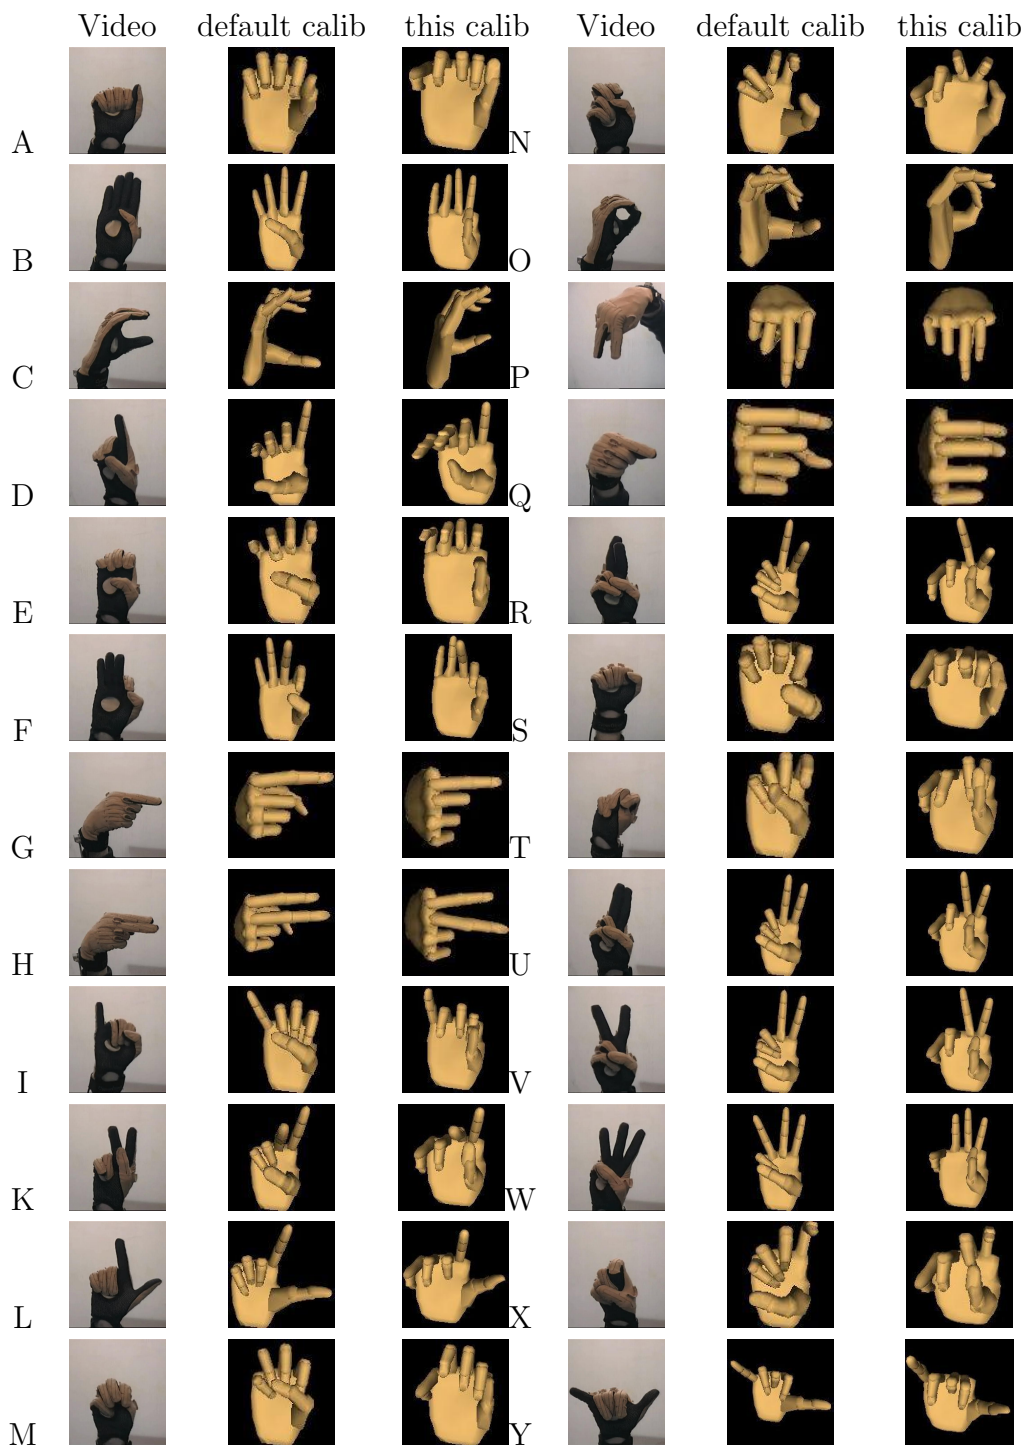 Video default calib this calib Video default calib this calib
A N
B O
C P
D Q
E R
F S
G T
H U
I V
K W
L X
M Y